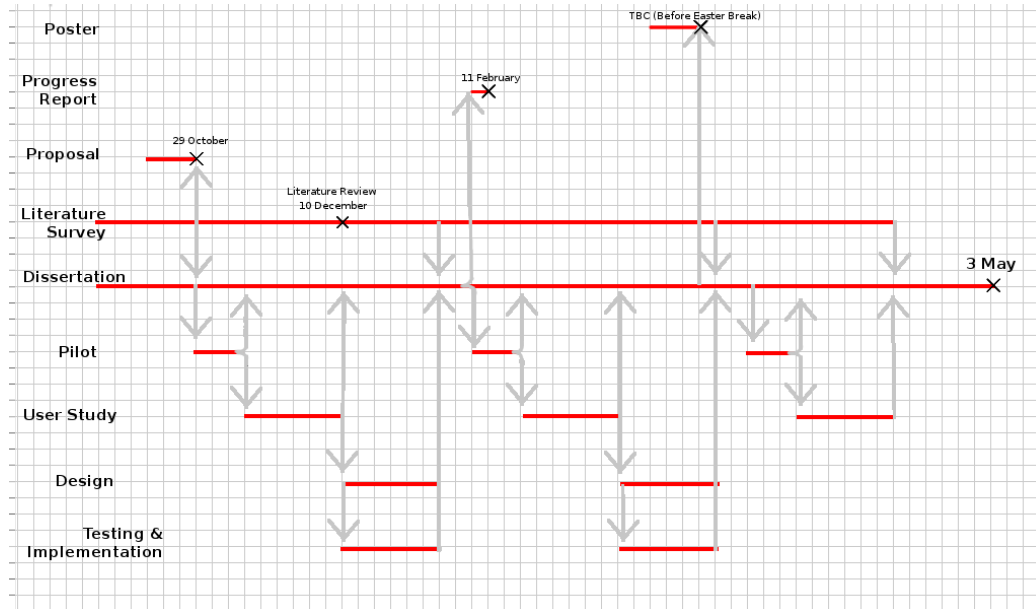 TBC (Before Easter Break)
Poster
11 February
Progress
Report
29 October
Proposal
Literature Review
10 December
Literature
Survey
3 May
Dissertation
Pilot
User Study
Design
Testing &
Implementation